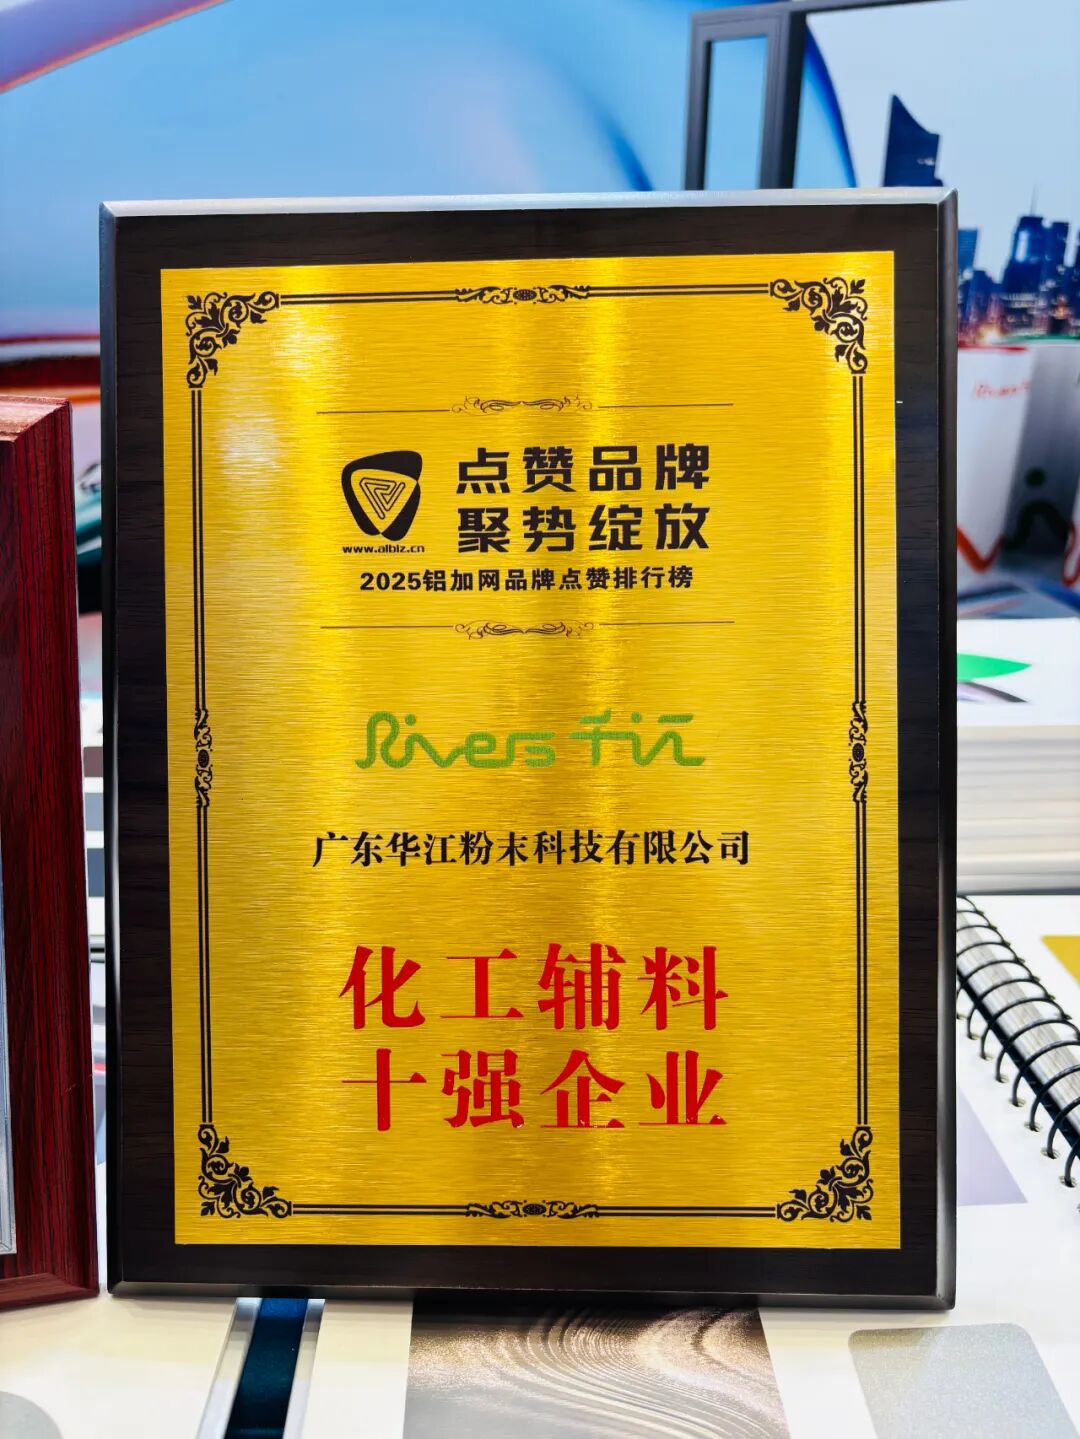 点赞品牌
聚势绽放
www.albiz.cn
2025铝加网品牌点赞排行榜
Rivers 千江
广东华江粉末科技有限公司
化工辅料
十强企业
Rivers